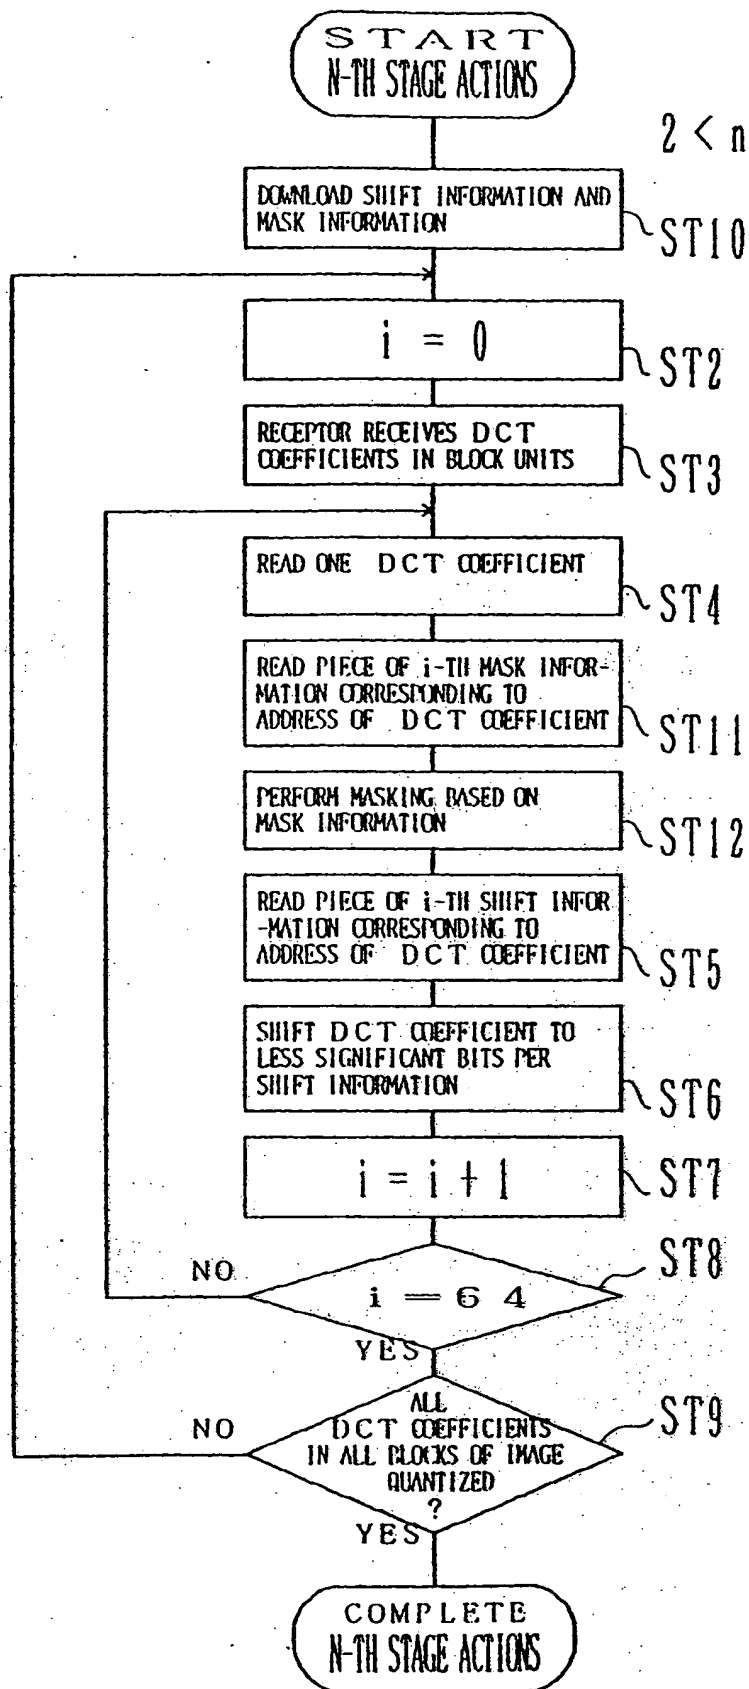 START
N-TH STAGE ACTIONS
2 < n
DOWNLOAD SHIFT INFORMATION AND
MASK INFORMATION
ST10
i = 0
ST2
RECEPTOR RECEIVES DCT
COEFFICIENTS IN BLOCK UNITS
ST3
READ ONE DCT COEFFICIENT
ST4
READ PIECE OF i-TH MASK INFOR-
MATION CORRESPONDING TO
ADDRESS OF DCT COEFFICIENT
ST11
PERFORM MASKING BASED ON
MASK INFORMATION
ST12
READ PIECE OF i-TH SHIFT INFOR
-MATION CORRESPONDING TO
ADDRESS OF DCT COEFFICIENT
ST5
SHIFT DCT COEFFICIENT TO
LESS SIGNIFICANT BITS PER
SHIFT INFORMATION
ST6
i = i + 1
ST7
NO
i = 6 4
ST8
YES
NO
ALL
DCT COEFFICIENTS
IN ALL BLOCKS OF IMAGE
QUANTIZED
?
ST9
YES
COMPLETE
N-TH STAGE ACTIONS